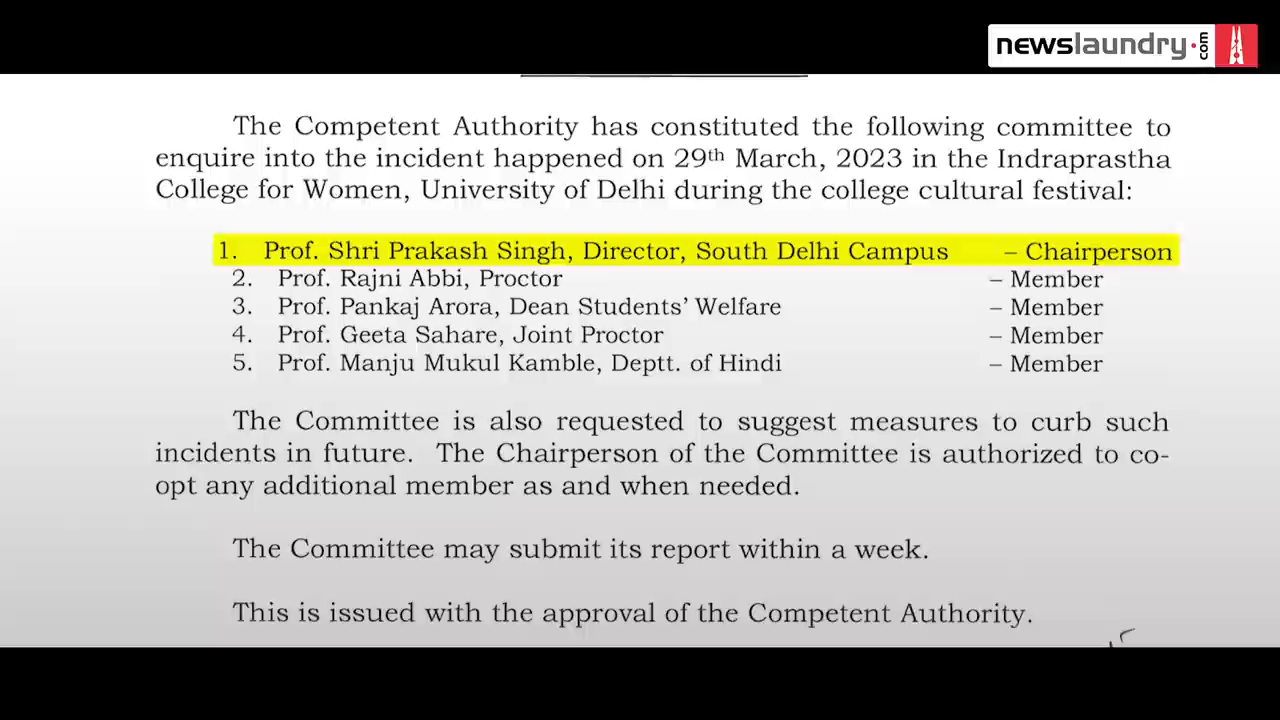 newslaundry.com
The Competent Authority has constituted the following committee to
enquire into the incident happened on 29th March, 2023 in the Indraprastha
College for Women, University of Delhi during the college cultural festival:
1. Prof. Shri Prakash Singh, Director, South Delhi Campus – Chairperson
2. Prof. Rajni Abbi, Proctor – Member
3. Prof. Pankaj Arora, Dean Students' Welfare – Member
4. Prof. Geeta Sahare, Joint Proctor – Member
5. Prof. Manju Mukul Kamble, Deptt. of Hindi – Member
The Committee is also requested to suggest measures to curb such
incidents in future. The Chairperson of the Committee is authorized to co-
opt any additional member as and when needed.
The Committee may submit its report within a week.
This is issued with the approval of the Competent Authority.